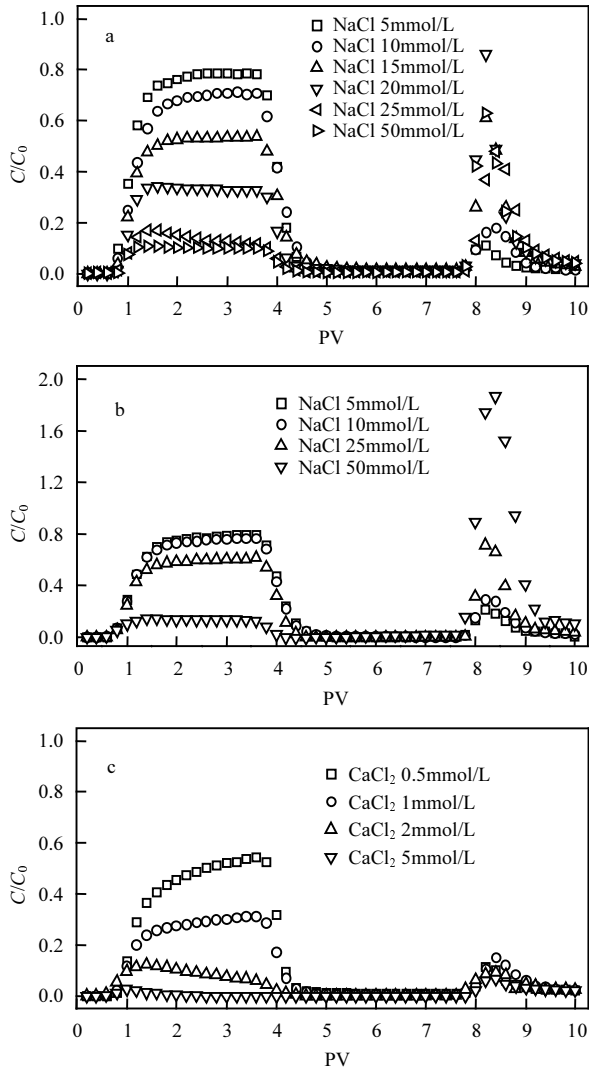 a
NaCl 5mmol/L
NaCl 10mmol/L
NaCl 15mmol/L
NaCl 20mmol/L
NaCl 25mmol/L
NaCl 50mmol/L
1.0
0.8
0.6
0.4
0.2
0.0
C/C0
0 1 2 3 4 5 6 7 8 9 10
PV
b
NaCl 5mmol/L
NaCl 10mmol/L
NaCl 25mmol/L
NaCl 50mmol/L
2.0
1.6
1.2
0.8
0.4
0.0
C/C0
0 1 2 3 4 5 6 7 8 9 10
PV
c
CaCl2 0.5mmol/L
CaCl2 1mmol/L
CaCl2 2mmol/L
CaCl2 5mmol/L
1.0
0.8
0.6
0.4
0.2
0.0
C/C0
0 1 2 3 4 5 6 7 8 9 10
PV